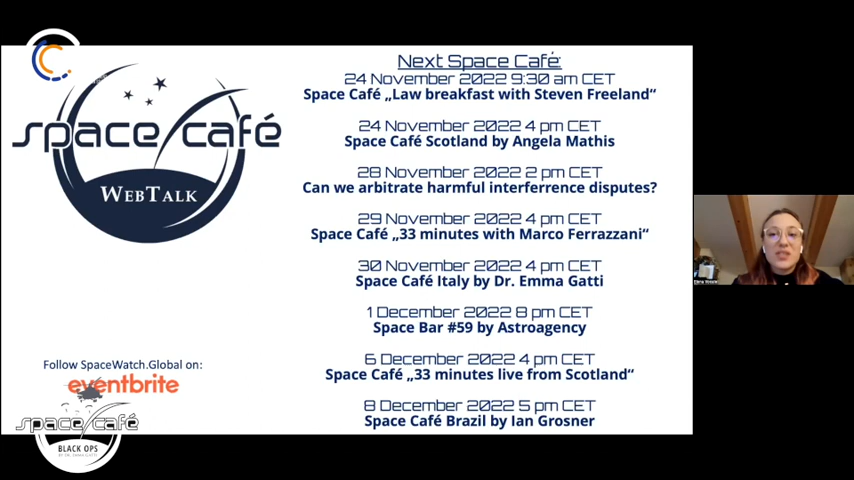 space café
WEBTALK
Next Space Café:
24 November 2022 9:30 am CET
Space Café „Law breakfast with Steven Freeland“
24 November 2022 4 pm CET
Space Café Scotland by Angela Mathis
28 November 2022 2 pm CET
Can we arbitrate harmful interferrence disputes?
29 November 2022 4 pm CET
Space Café „33 minutes with Marco Ferrazzani“
30 November 2022 4 pm CET
Space Café Italy by Dr. Emma Gatti
1 December 2022 8 pm CET
Space Bar #59 by Astroagency
6 December 2022 4 pm CET
Space Café „33 minutes live from Scotland“
8 December 2022 5 pm CET
Space Café Brazil by Ian Grosner
Follow SpaceWatch.Global on:
eventbrite
space café
BLACK OPS
BY DR. EMMA GATTI